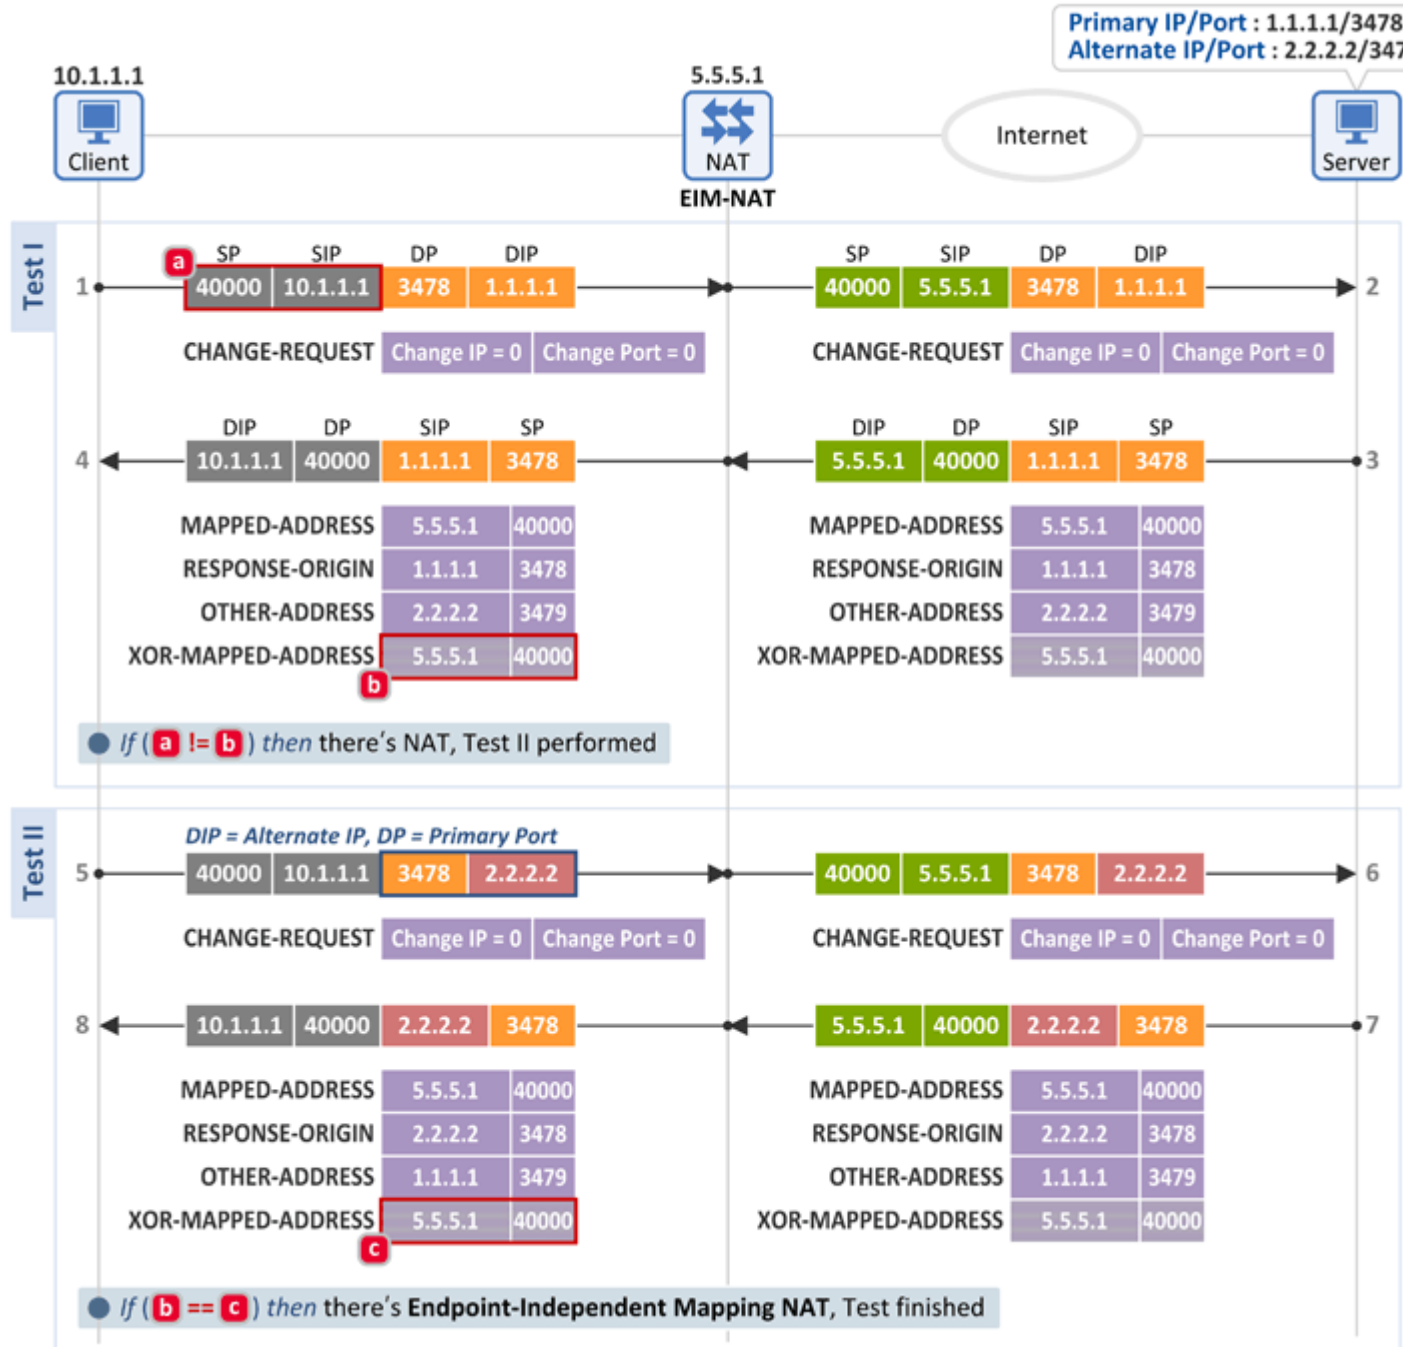 Primary IP/Port : 1.1.1.1/3478
Alternate IP/Port : 2.2.2.2/347
10.1.1.1
5.5.5.1
Client
NAT
Internet
Server
EIM-NAT
Test I
SP SIP DP DIP
SP SIP DP DIP
a
1 40000 10.1.1.1 3478 1.1.1.1
40000 5.5.5.1 3478 1.1.1.1 2
CHANGE-REQUEST Change IP = 0 Change Port = 0
CHANGE-REQUEST Change IP = 0 Change Port = 0
DIP DP SIP SP
DIP DP SIP SP
4 10.1.1.1 40000 1.1.1.1 3478
5.5.5.1 40000 1.1.1.1 3478 3
MAPPED-ADDRESS 5.5.5.1 40000
MAPPED-ADDRESS 5.5.5.1 40000
RESPONSE-ORIGIN 1.1.1.1 3478
RESPONSE-ORIGIN 1.1.1.1 3478
OTHER-ADDRESS 2.2.2.2 3479
OTHER-ADDRESS 2.2.2.2 3479
XOR-MAPPED-ADDRESS 5.5.5.1 40000
XOR-MAPPED-ADDRESS 5.5.5.1 40000
b
If ( a != b ) then there's NAT, Test II performed
Test II
DIP = Alternate IP, DP = Primary Port
5 40000 10.1.1.1 3478 2.2.2.2
40000 5.5.5.1 3478 2.2.2.2 6
CHANGE-REQUEST Change IP = 0 Change Port = 0
CHANGE-REQUEST Change IP = 0 Change Port = 0
8 10.1.1.1 40000 2.2.2.2 3478
5.5.5.1 40000 2.2.2.2 3478 7
MAPPED-ADDRESS 5.5.5.1 40000
MAPPED-ADDRESS 5.5.5.1 40000
RESPONSE-ORIGIN 2.2.2.2 3478
RESPONSE-ORIGIN 2.2.2.2 3478
OTHER-ADDRESS 1.1.1.1 3479
OTHER-ADDRESS 1.1.1.1 3479
XOR-MAPPED-ADDRESS 5.5.5.1 40000
XOR-MAPPED-ADDRESS 5.5.5.1 40000
c
If ( b == c ) then there's Endpoint-Independent Mapping NAT, Test finished